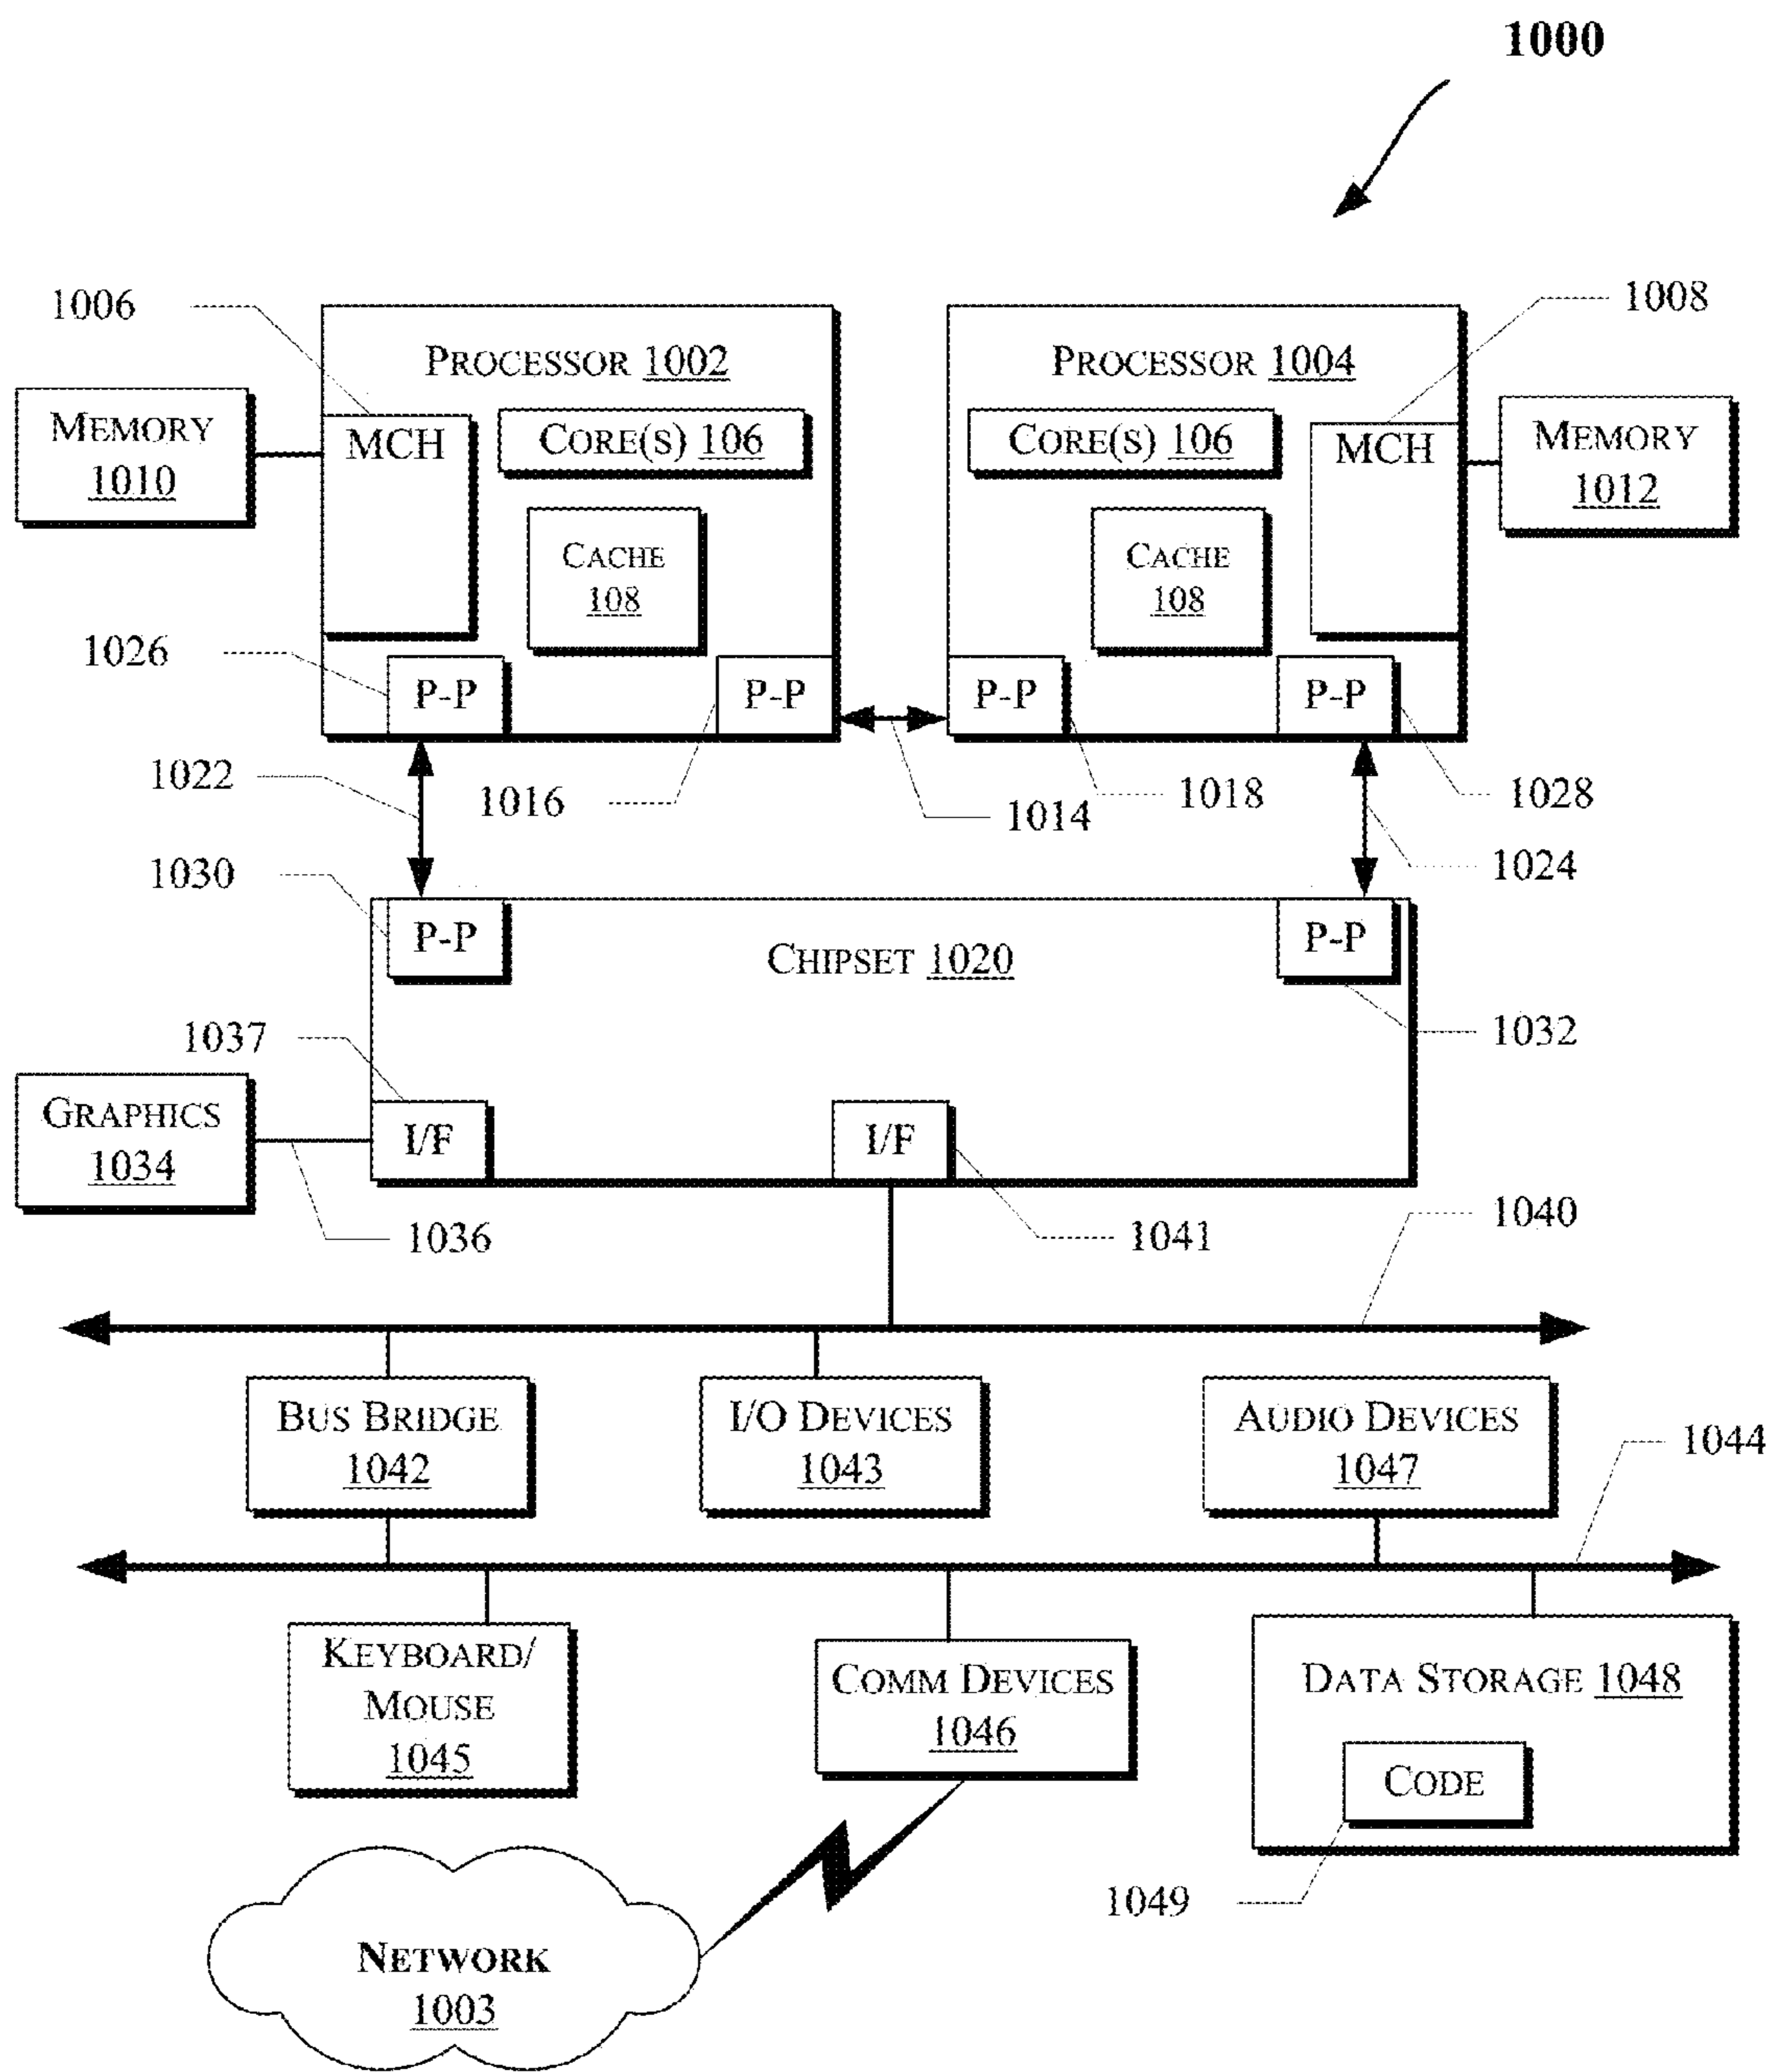 1000
1006
1008
PROCESSOR 1002
PROCESSOR 1004
MEMORY
1010
MCH
CORE(S) 106
CORE(S) 106
MCH
MEMORY
1012
CACHE
108
CACHE
108
1026
P-P
P-P
P-P
P-P
1022
1016
1014
1018
1028
1030
1024
P-P
CHIPSET 1020
P-P
1037
1032
GRAPHICS
1034
I/F
I/F
1036
1041
1040
BUS BRIDGE
1042
I/O DEVICES
1043
AUDIO DEVICES
1047
1044
KEYBOARD/
MOUSE
1045
COMM DEVICES
1046
DATA STORAGE 1048
CODE
1049
NETWORK
1003